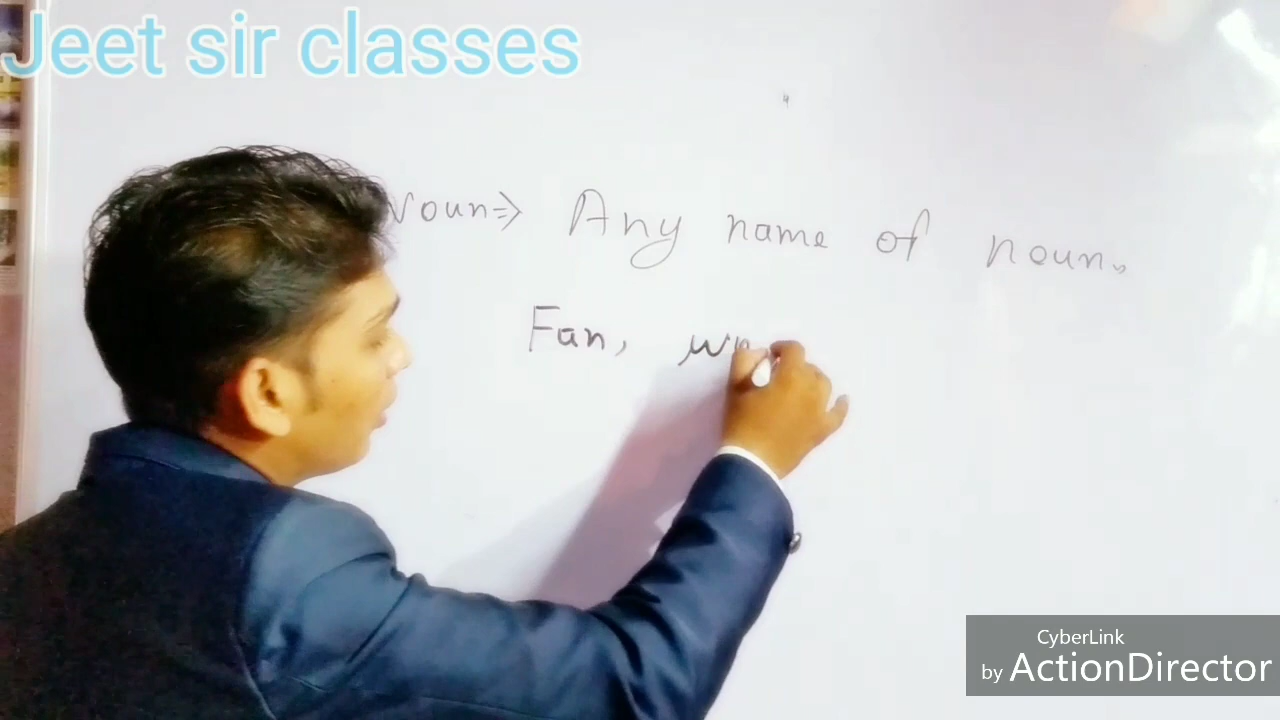 Jeet sir classes
Noun⇒ Any name of noun.
Fan,
CyberLink
by ActionDirector